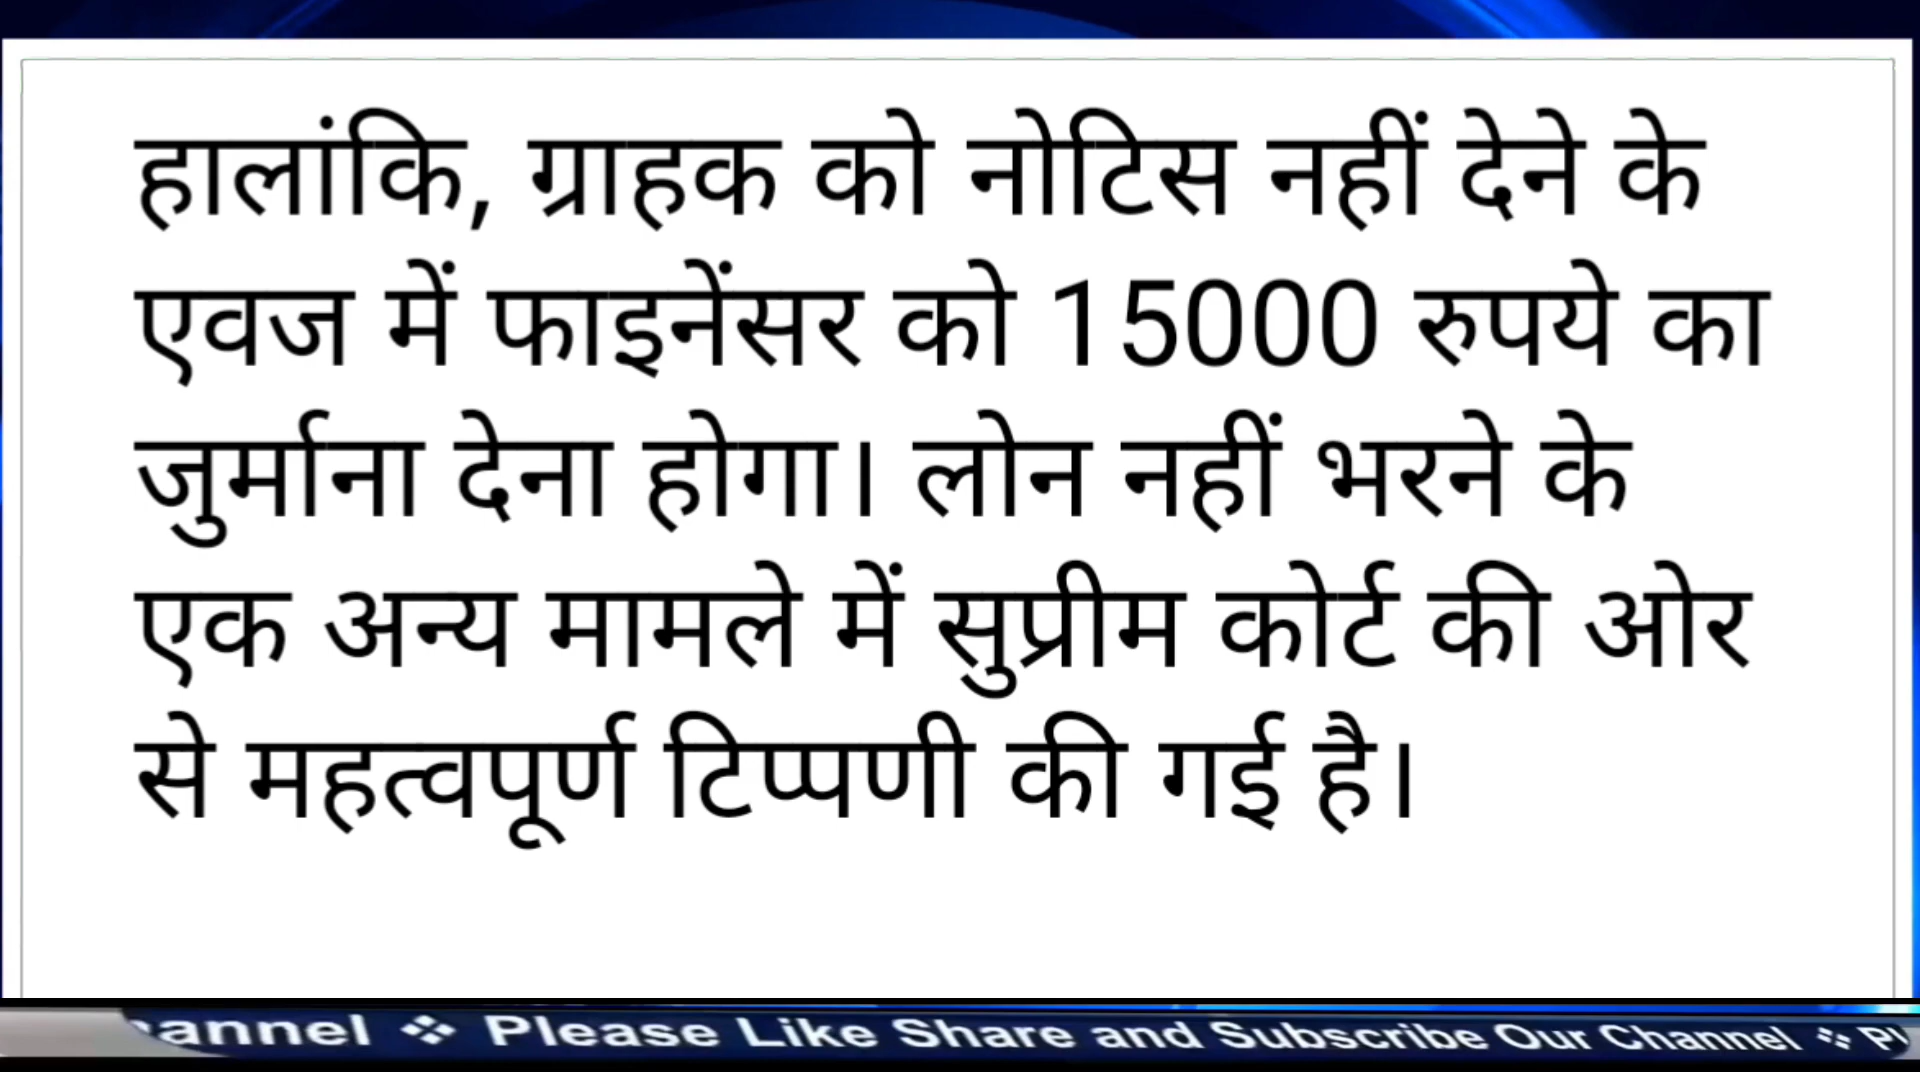 हालांकि, ग्राहक को नोटिस नहीं देने के
एवज में फाइनेंसर को 15000 रुपये का
जुर्माना देना होगा। लोन नहीं भरने के
एक अन्य मामले में सुप्रीम कोर्ट की ओर
से महत्वपूर्ण टिप्पणी की गई है।
annel ❖ Please Like Share and Subscribe Our Channel ❖